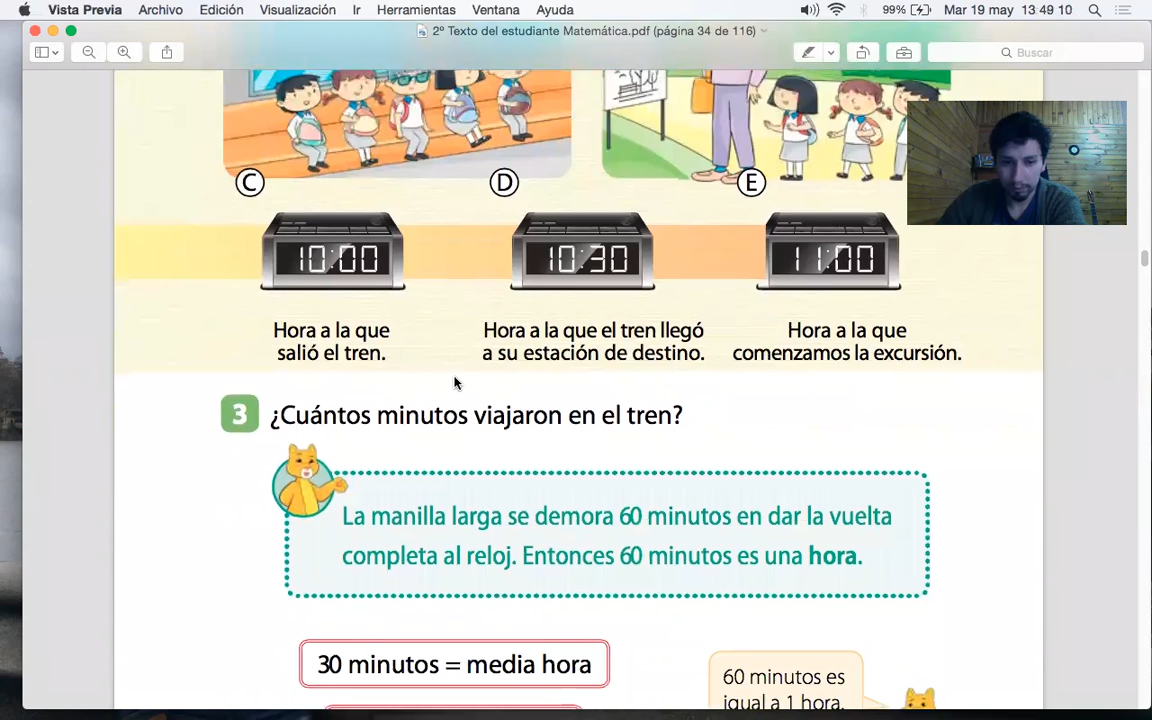 Vista Previa Archivo Edición Visualización Ir Herramientas Ventana Ayuda 99% Mar 19 may 13:49 10
2º Texto del estudiante Matemática.pdf (página 34 de 116)
Buscar
C D E
10:00 10:30 11:00
Hora a la que
salió el tren.
Hora a la que el tren llegó
a su estación de destino.
Hora a la que
comenzamos la excursión.
3 ¿Cuántos minutos viajaron en el tren?
La manilla larga se demora 60 minutos en dar la vuelta
completa al reloj. Entonces 60 minutos es una hora.
30 minutos = media hora
60 minutos es
igual a 1 hora.